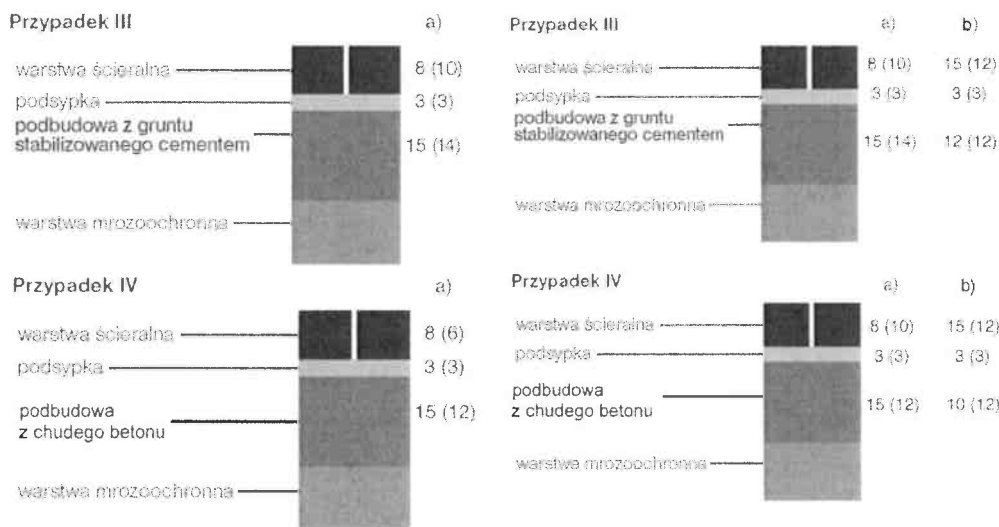 Przypadek III a)
warstwa ścieralna 8 (10)
podsypka 3 (3)
podbudowa z gruntu
stabilizowanego cementem 15 (14)
warstwa mrozoochronna
Przypadek IV a)
warstwa ścieralna 8 (6)
podsypka 3 (3)
podbudowa
z chudego betonu 15 (12)
warstwa mrozoochronna
Przypadek III a) b)
warstwa ścieralna 8 (10) 15 (12)
podsypka 3 (3) 3 (3)
podbudowa z gruntu
stabilizowanego cementem 15 (14) 12 (12)
warstwa mrozoochronna
Przypadek IV a) b)
warstwa ścieralna 8 (10) 15 (12)
podsypka 3 (3) 3 (3)
podbudowa
z chudego betonu 15 (12) 10 (12)
warstwa mrozoochronna